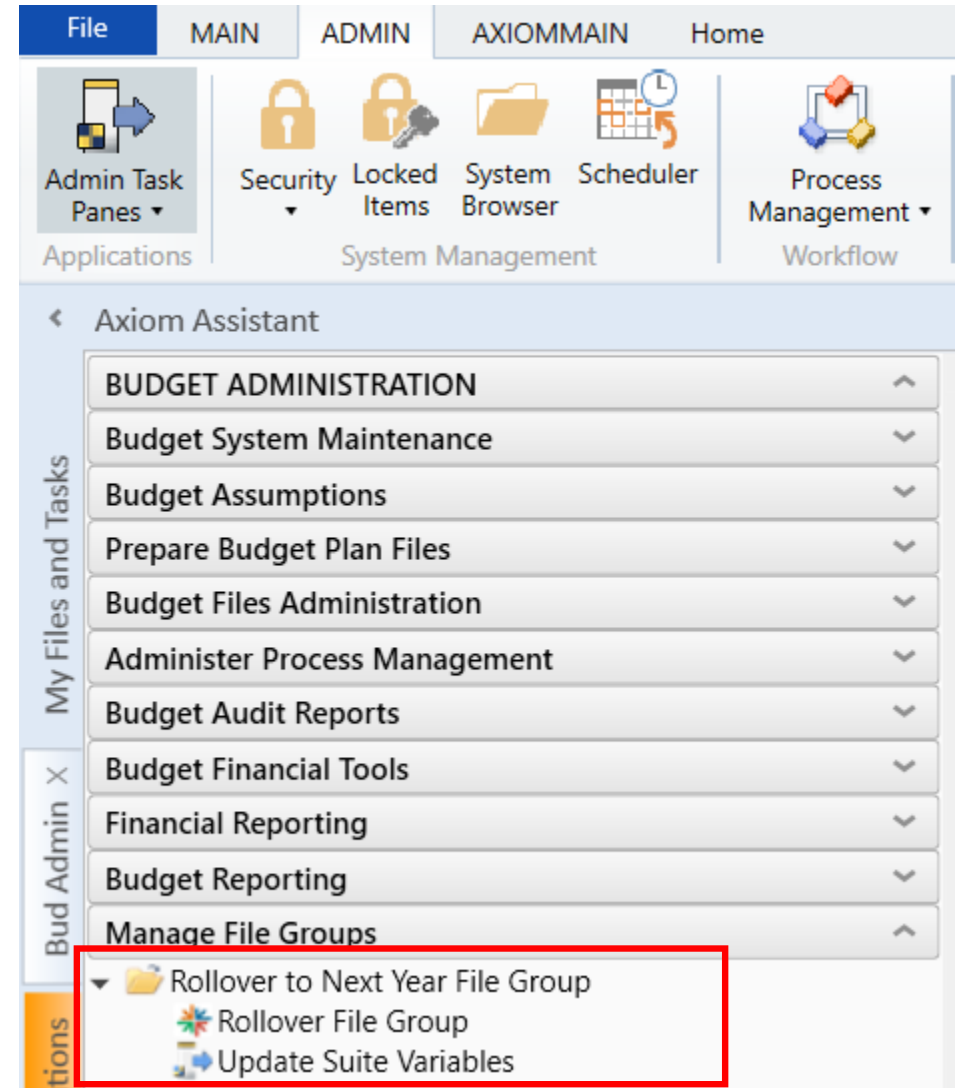 File MAIN ADMIN AXIOMMAIN Home
Admin Task Panes
Security
Locked Items
System Browser
Scheduler
Process Management
Applications System Management Workflow
Axiom Assistant
My Files and Tasks
Bud Admin
BUDGET ADMINISTRATION
Budget System Maintenance
Budget Assumptions
Prepare Budget Plan Files
Budget Files Administration
Administer Process Management
Budget Audit Reports
Budget Financial Tools
Financial Reporting
Budget Reporting
Manage File Groups
Rollover to Next Year File Group
Rollover File Group
Update Suite Variables